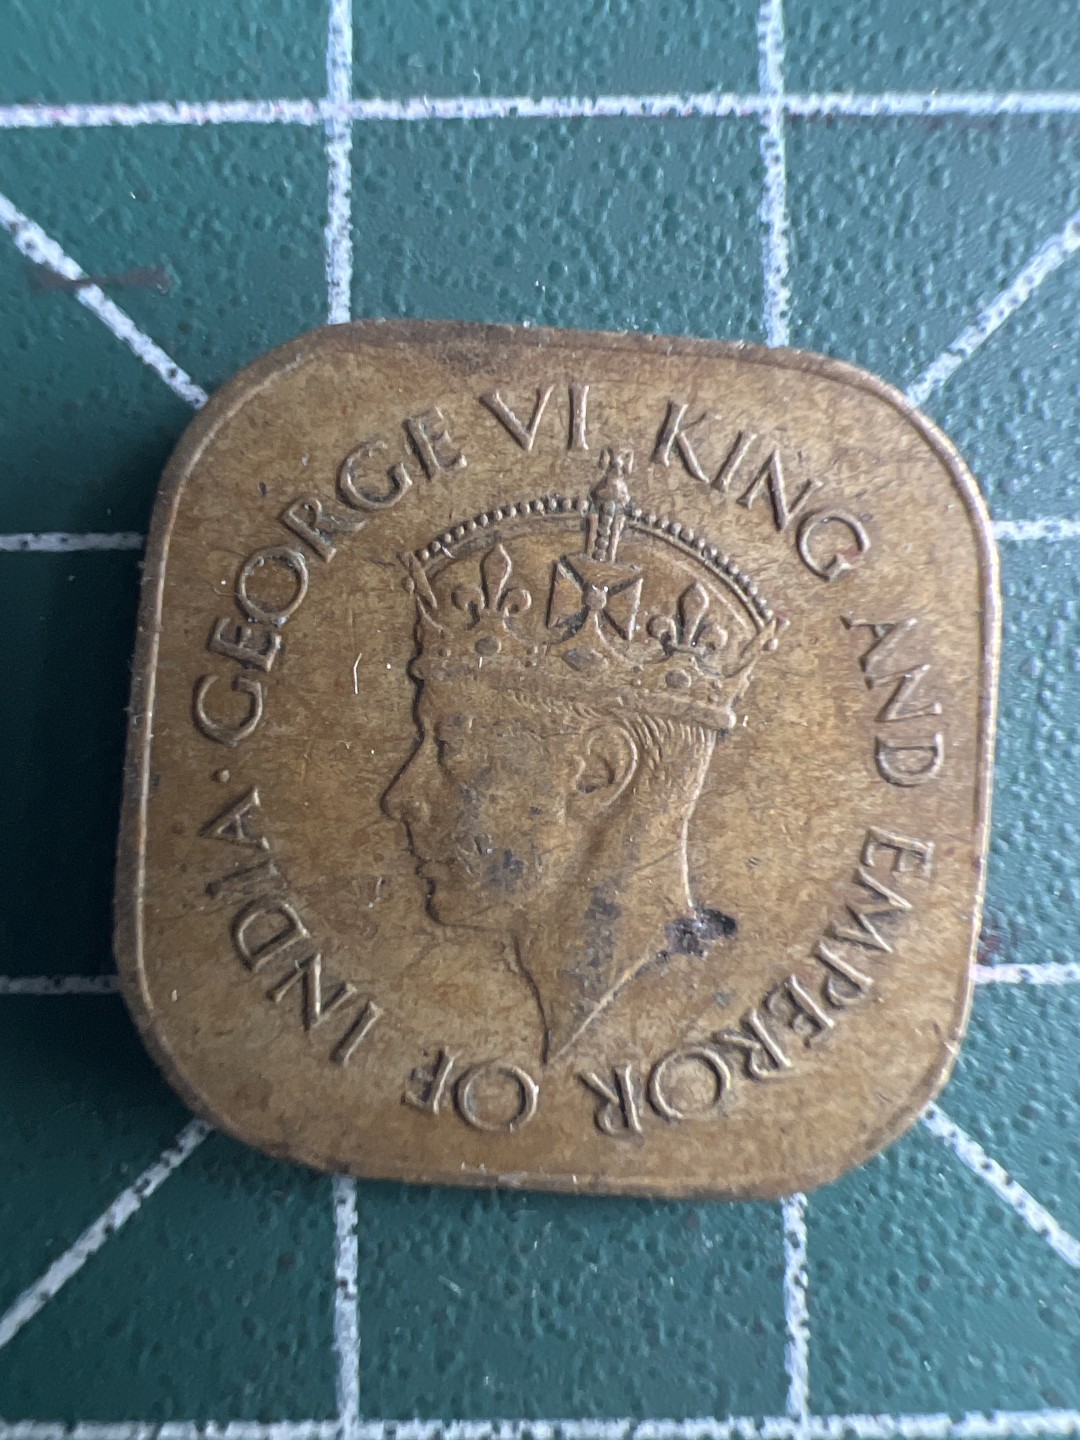 GEORGE VI KING AND EMPEROR OF INDIA ·